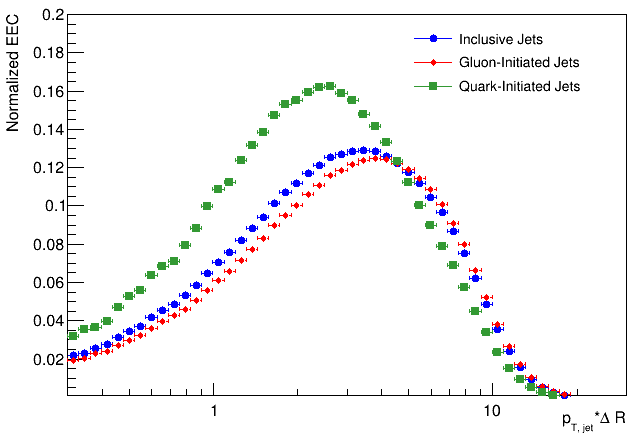 Normalized EEC
0.2
0.18
0.16
0.14
0.12
0.1
0.08
0.06
0.04
0.02
Inclusive Jets
Gluon-Initiated Jets
Quark-Initiated Jets
1
10
p_{T, jet}*Δ R